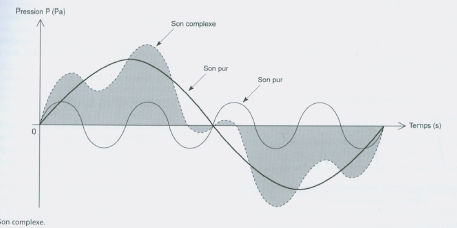 Pression P (Pa)
Son complexe
Son pur
Son pur
0
Temps (s)
Son complexe.